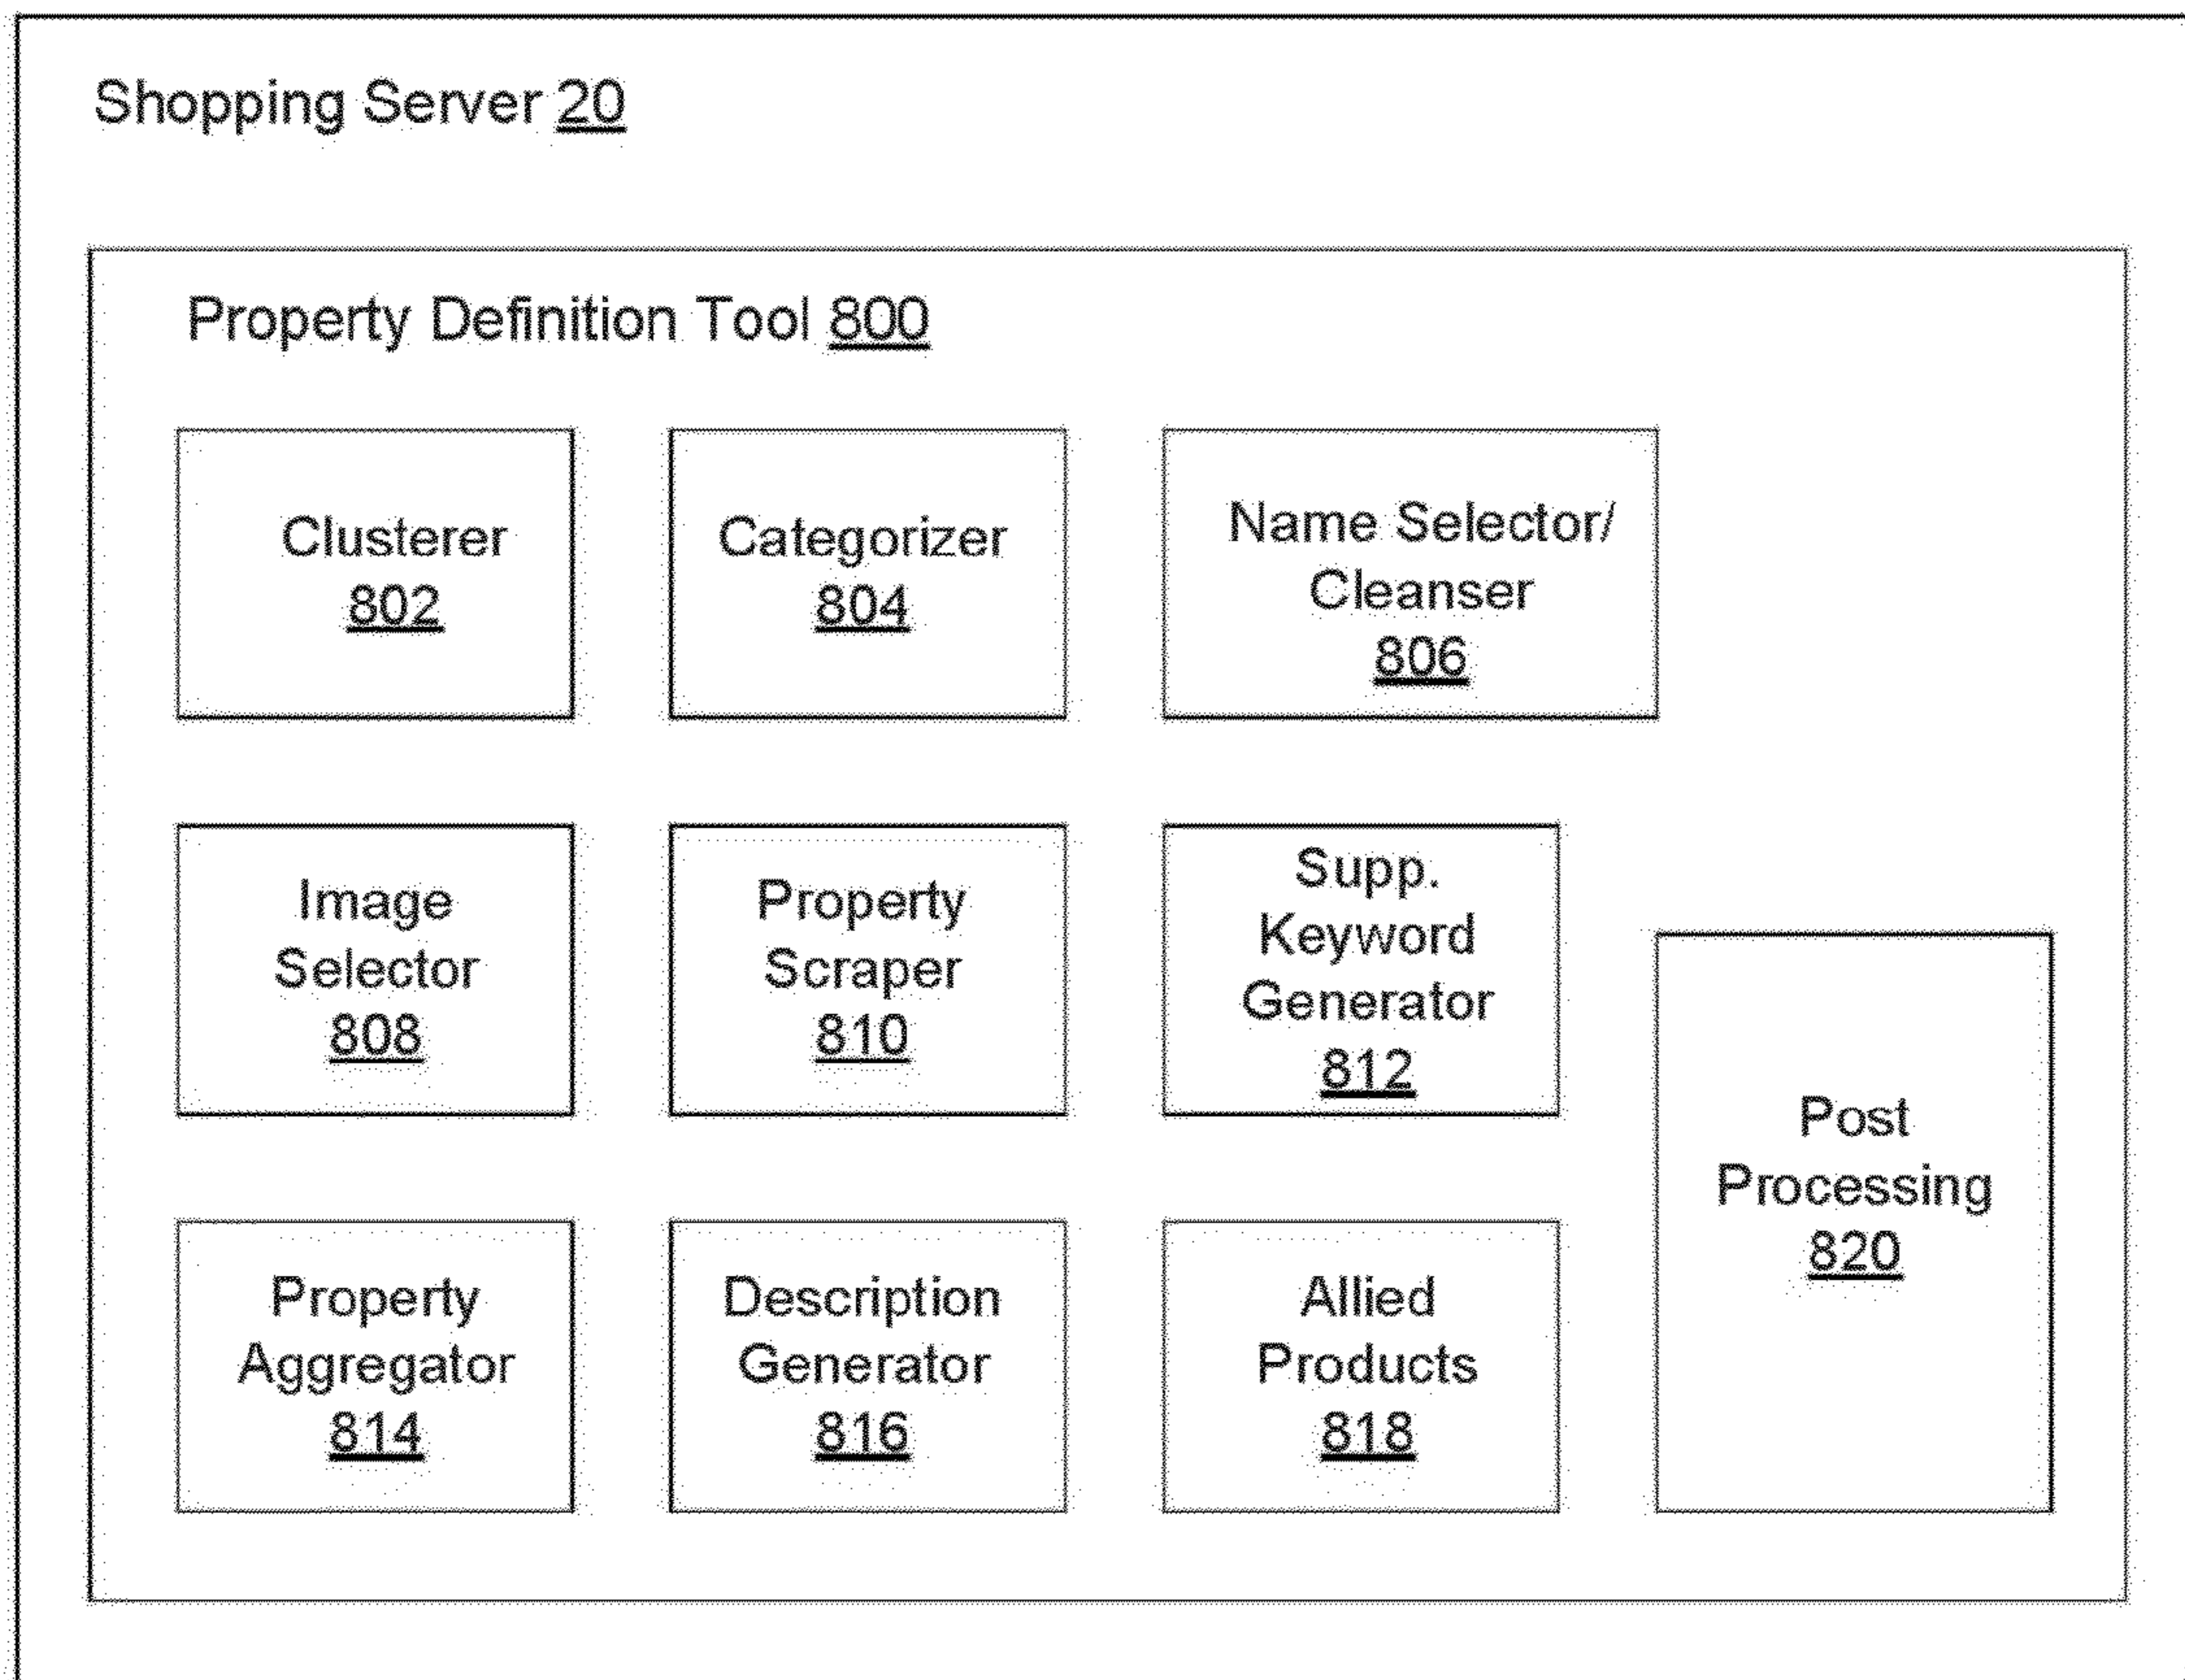 Shopping Server 20
Property Definition Tool 800
Clusterer
802
Categorizer
804
Name Selector/
Cleanser
806
Image
Selector
808
Property
Scraper
810
Supp.
Keyword
Generator
812
Property
Aggregator
814
Description
Generator
816
Allied
Products
818
Post
Processing
820